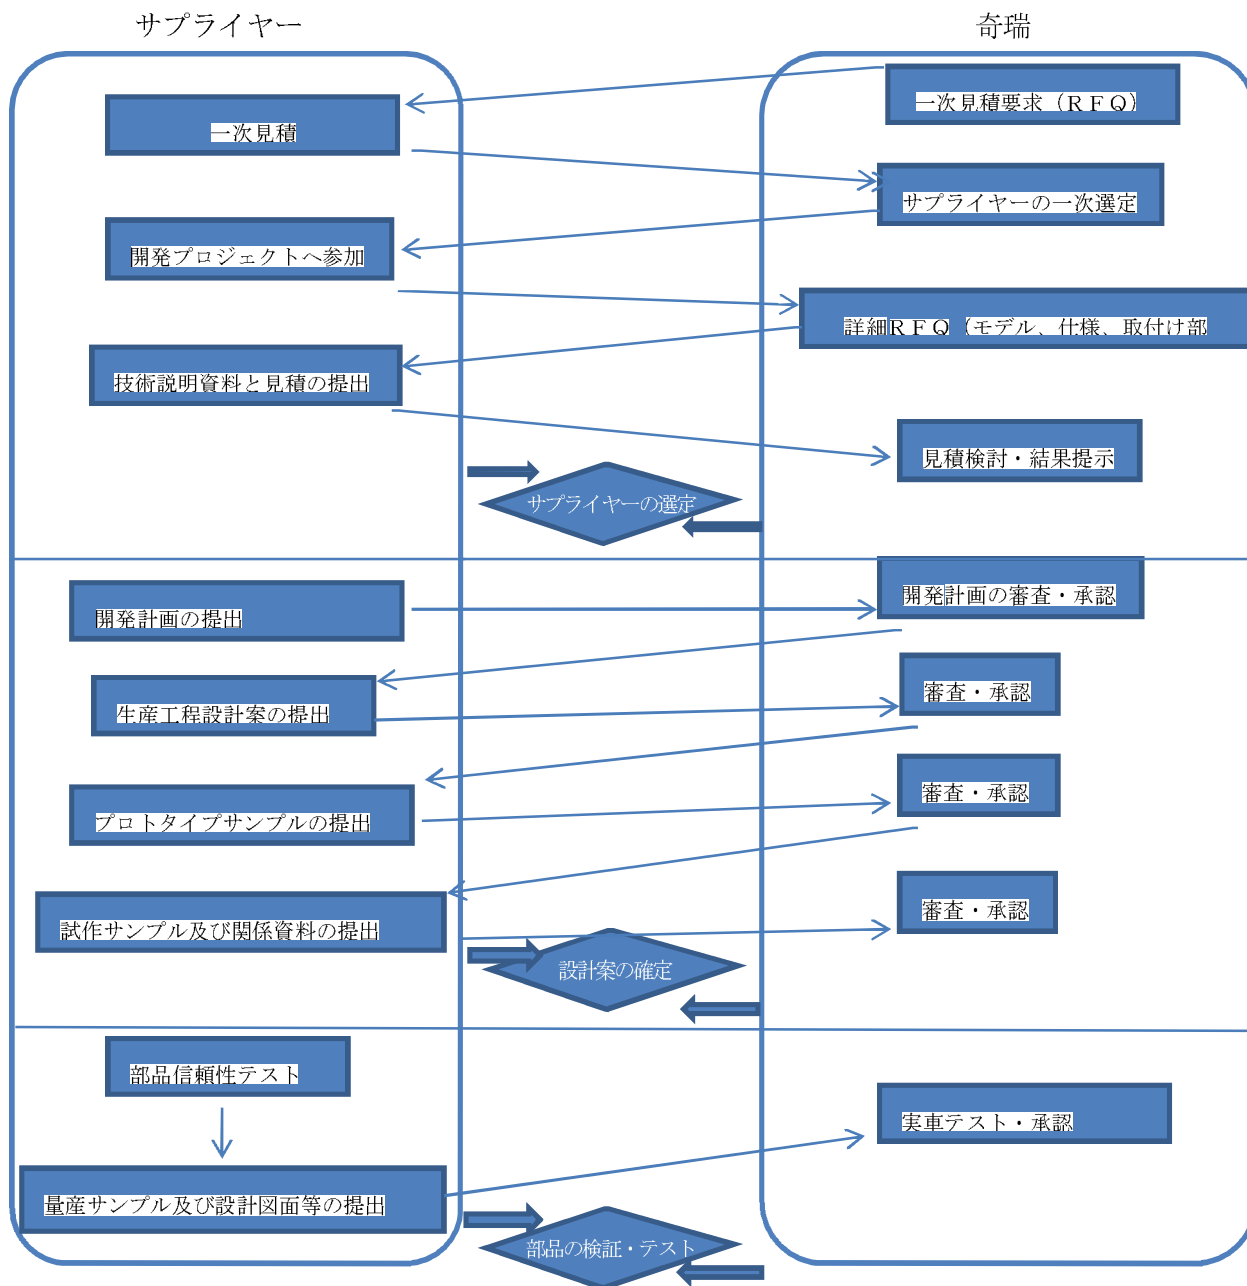 サプライヤー
奇瑞
一次見積要求（ＲＦＱ）
一次見積
サプライヤーの一次選定
開発プロジェクトへ参加
詳細ＲＦＱ（モデル、仕様、取付け部
技術説明資料と見積の提出
見積検討・結果提示
サプライヤーの選定
開発計画の審査・承認
開発計画の提出
審査・承認
生産工程設計案の提出
審査・承認
プロトタイプサンプルの提出
審査・承認
試作サンプル及び関係資料の提出
設計案の確定
部品信頼性テスト
実車テスト・承認
量産サンプル及び設計図面等の提出
部品の検証・テスト